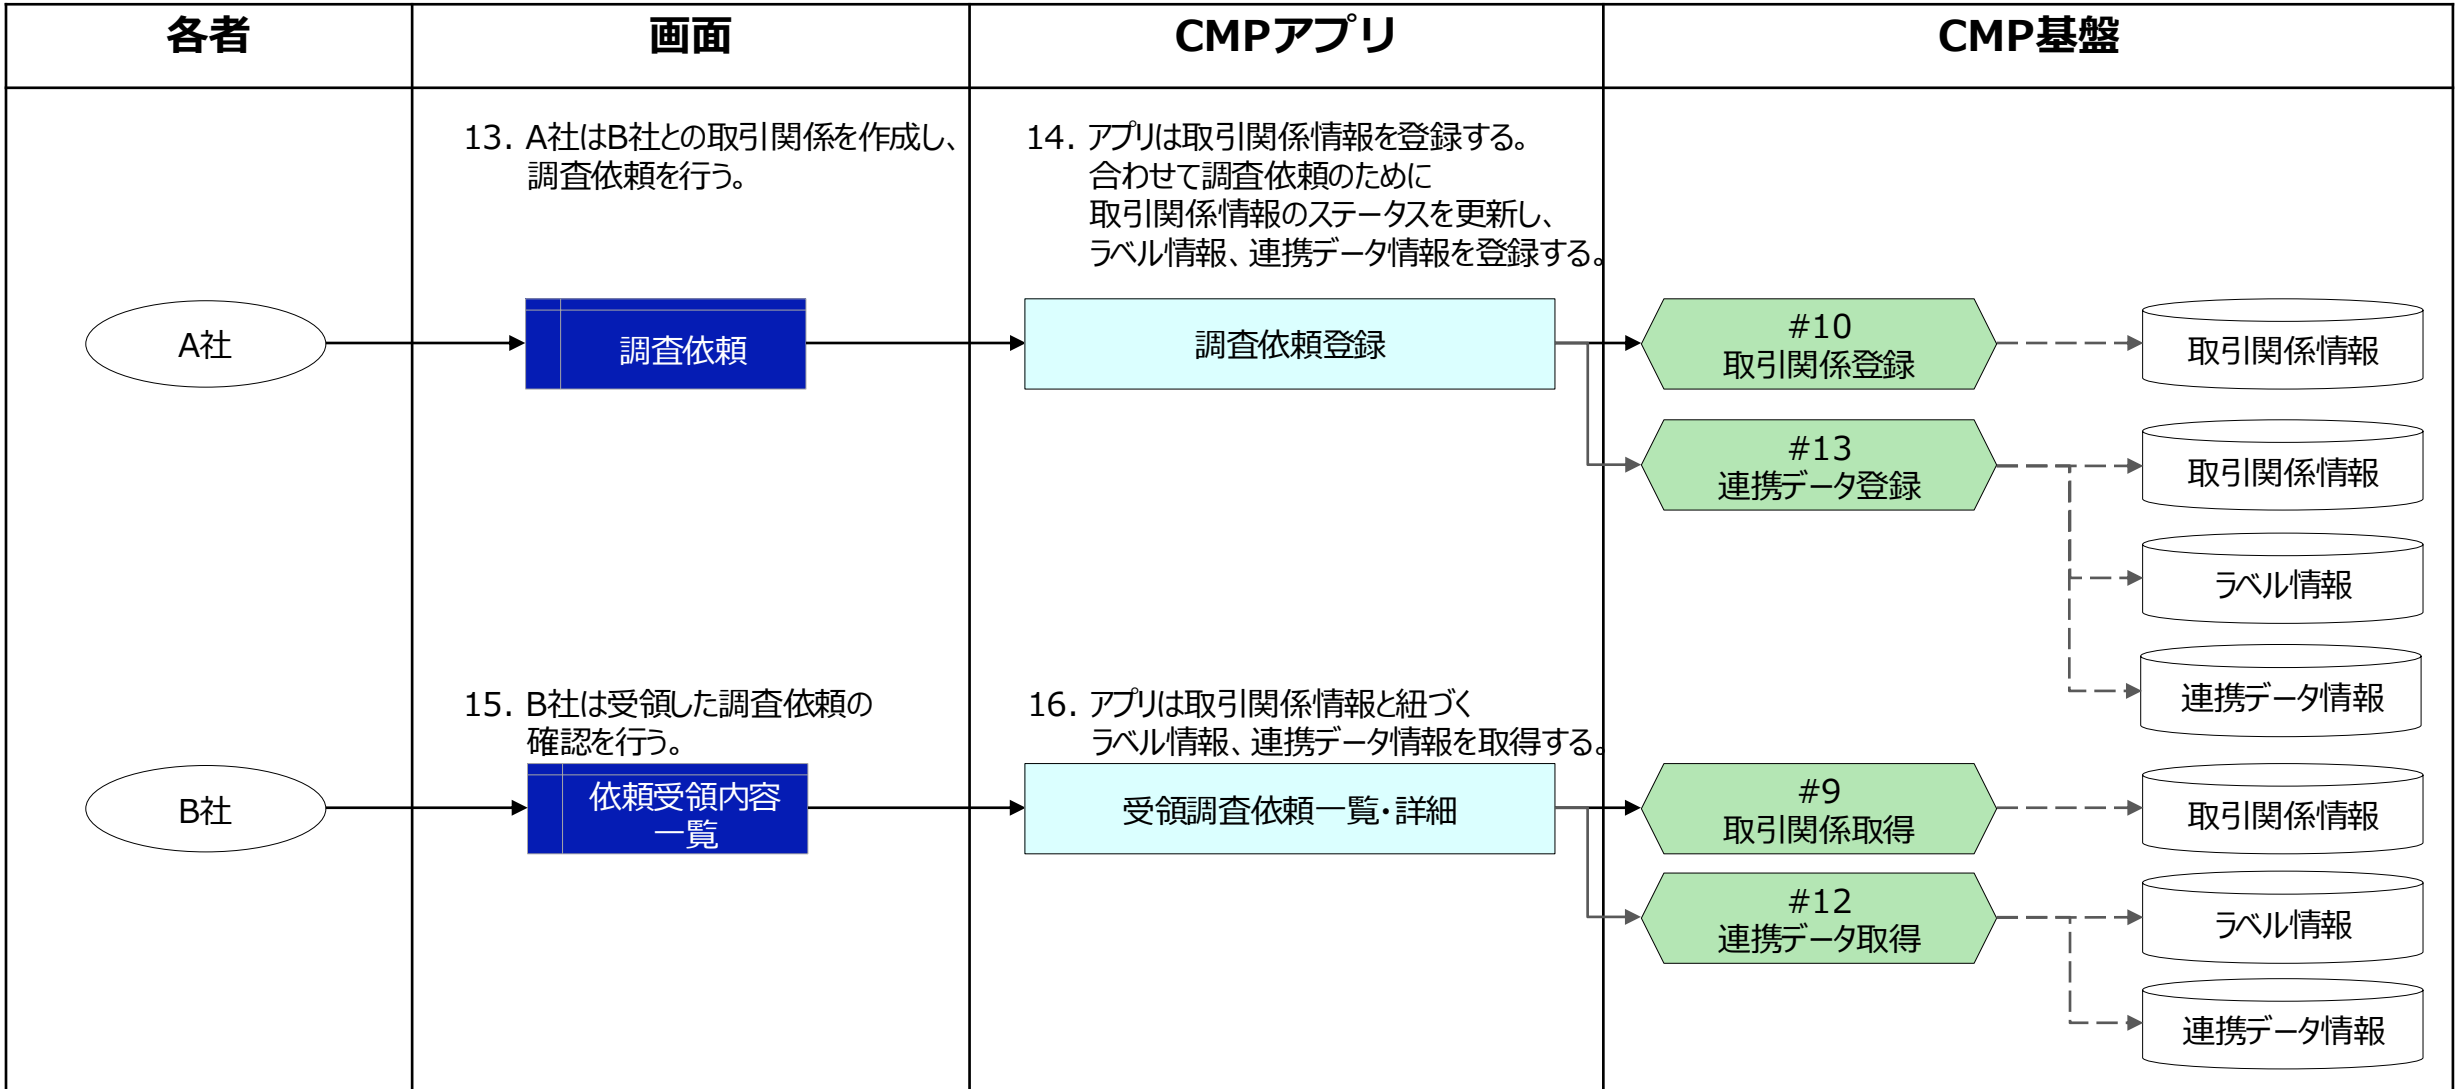 各者
画面
CMPアプリ
CMP基盤
13. A社はB社との取引関係を作成し、
調査依頼を行う。
14. アプリは取引関係情報を登録する。
合わせて調査依頼のために
取引関係情報のステータスを更新し、
ラベル情報、連携データ情報を登録する。
A社
調査依頼
調査依頼登録
#10
取引関係登録
取引関係情報
#13
連携データ登録
取引関係情報
ラベル情報
連携データ情報
15. B社は受領した調査依頼の
確認を行う。
16. アプリは取引関係情報と紐づく
ラベル情報、連携データ情報を取得する。
B社
依頼受領内容
一覧
受領調査依頼一覧・詳細
#9
取引関係取得
取引関係情報
#12
連携データ取得
ラベル情報
連携データ情報